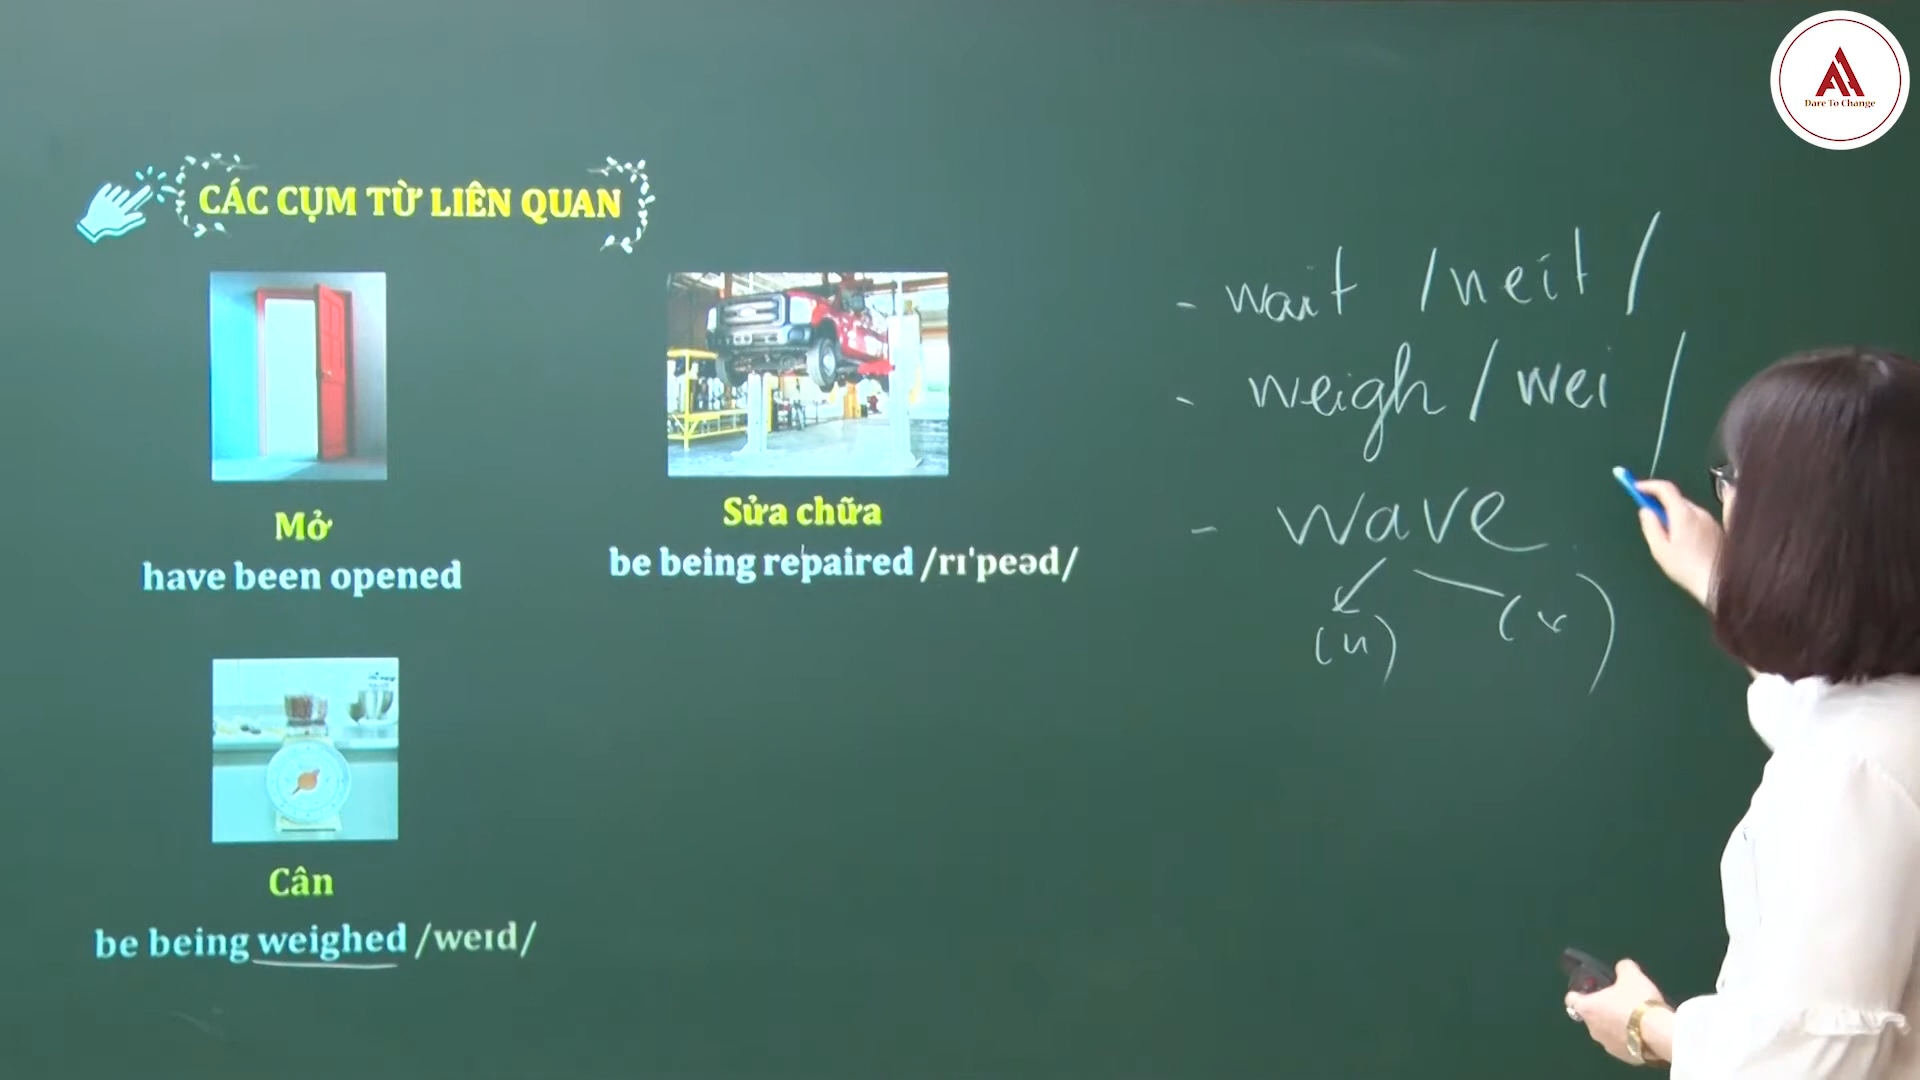 Dare To Change
CÁC CỤM TỪ LIÊN QUAN
Mở
have been opened
Sửa chữa
be being repaired /rɪˈpeəd/
Cân
be being weighed /weɪd/
- wait /weit/
- weigh /wei/
- wave
(n) (v)